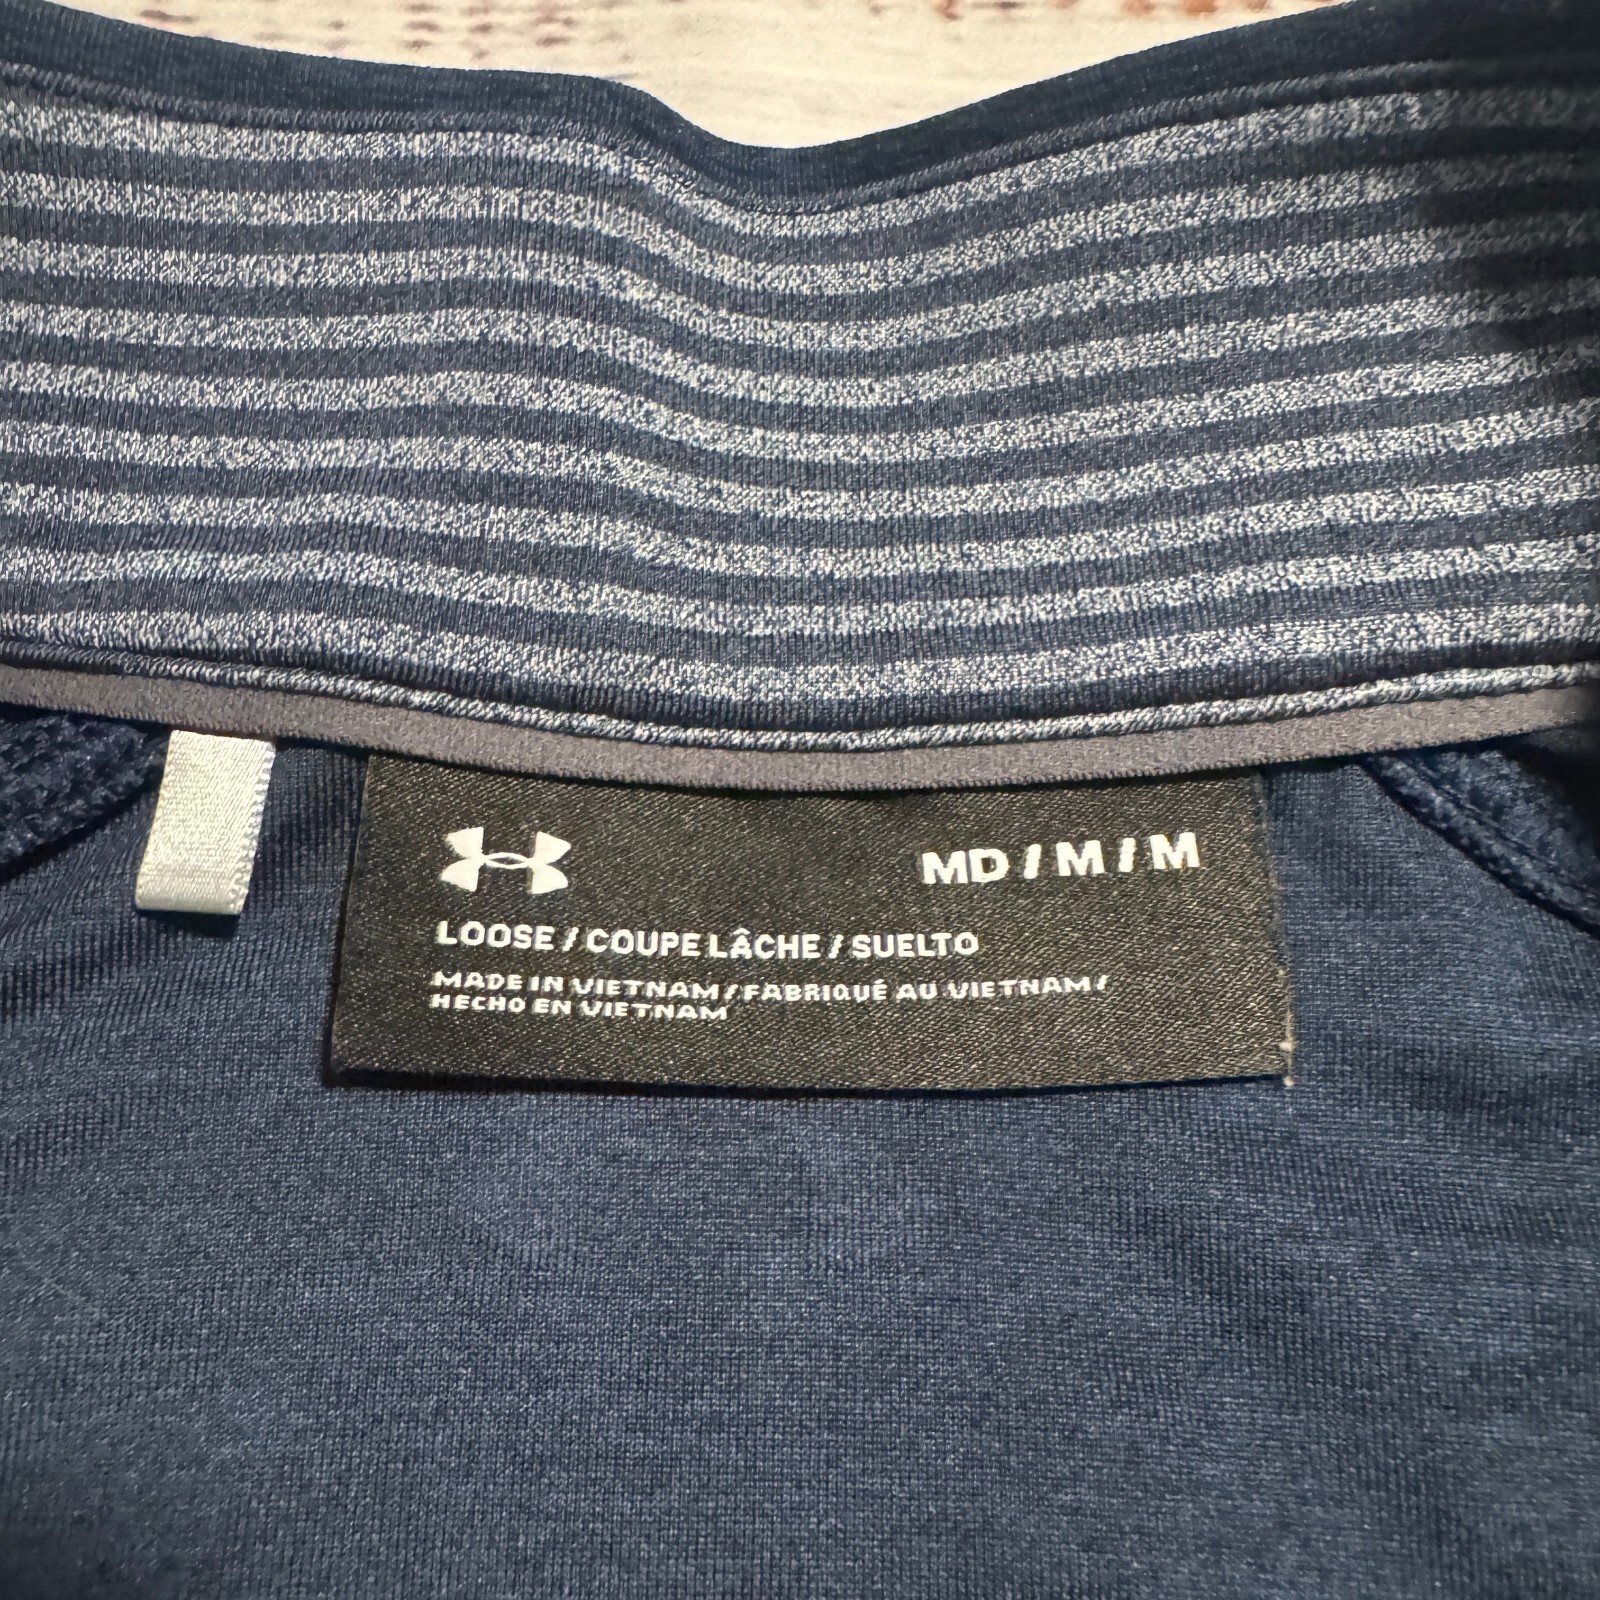 MD / M / M
LOOSE / COUPE LÂCHE / SUELTO
MADE IN VIETNAM / FABRIQUÉ AU VIETNAM /
HECHO EN VIETNAM